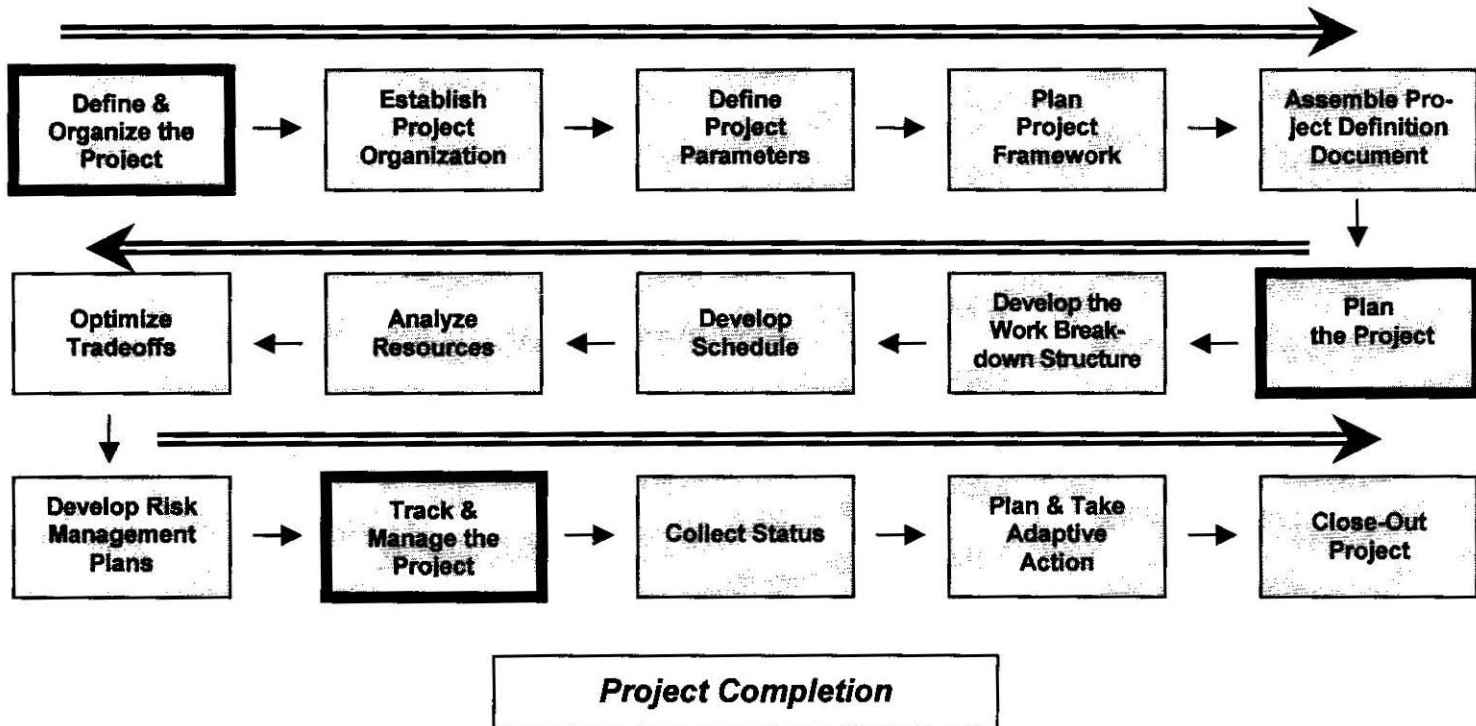 Define &
Organize the
Project
Establish
Project
Organization
Define
Project
Parameters
Plan
Project
Framework
Assemble Pro-
ject Definition
Document
Optimize
Tradeoffs
Analyze
Resources
Develop
Schedule
Develop the
Work Break-
down Structure
Plan
the Project
Develop Risk
Management
Plans
Track &
Manage the
Project
Collect Status
Plan & Take
Adaptive
Action
Close-Out
Project
Project Completion